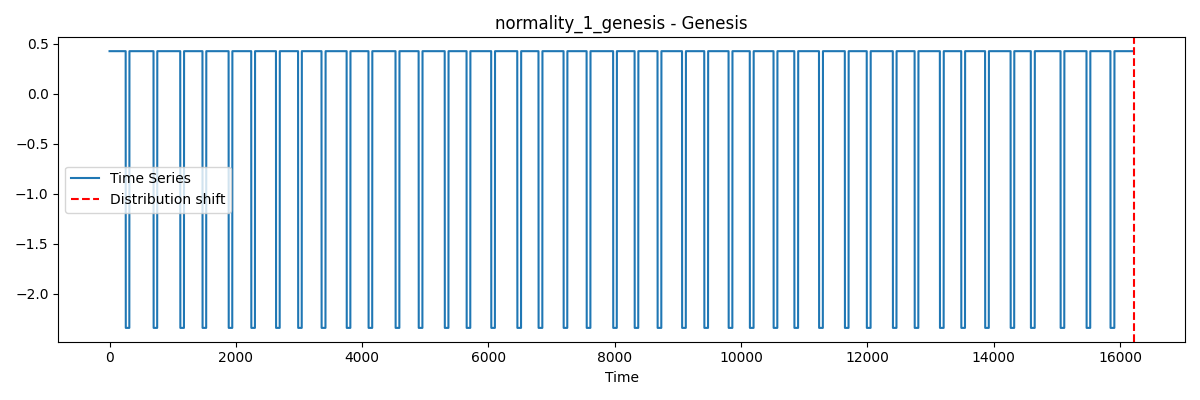 normality_1_genesis - Genesis
0.5
0.0
−0.5
−1.0
−1.5
−2.0
Time Series
Distribution shift
0 2000 4000 6000 8000 10000 12000 14000 16000
Time